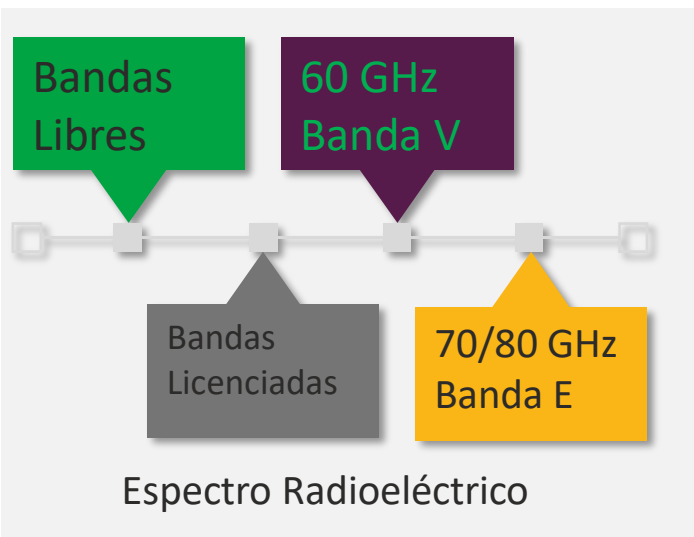 Bandas
Libres
60 GHz
Banda V
Bandas
Licenciadas
70/80 GHz
Banda E
Espectro Radioeléctrico